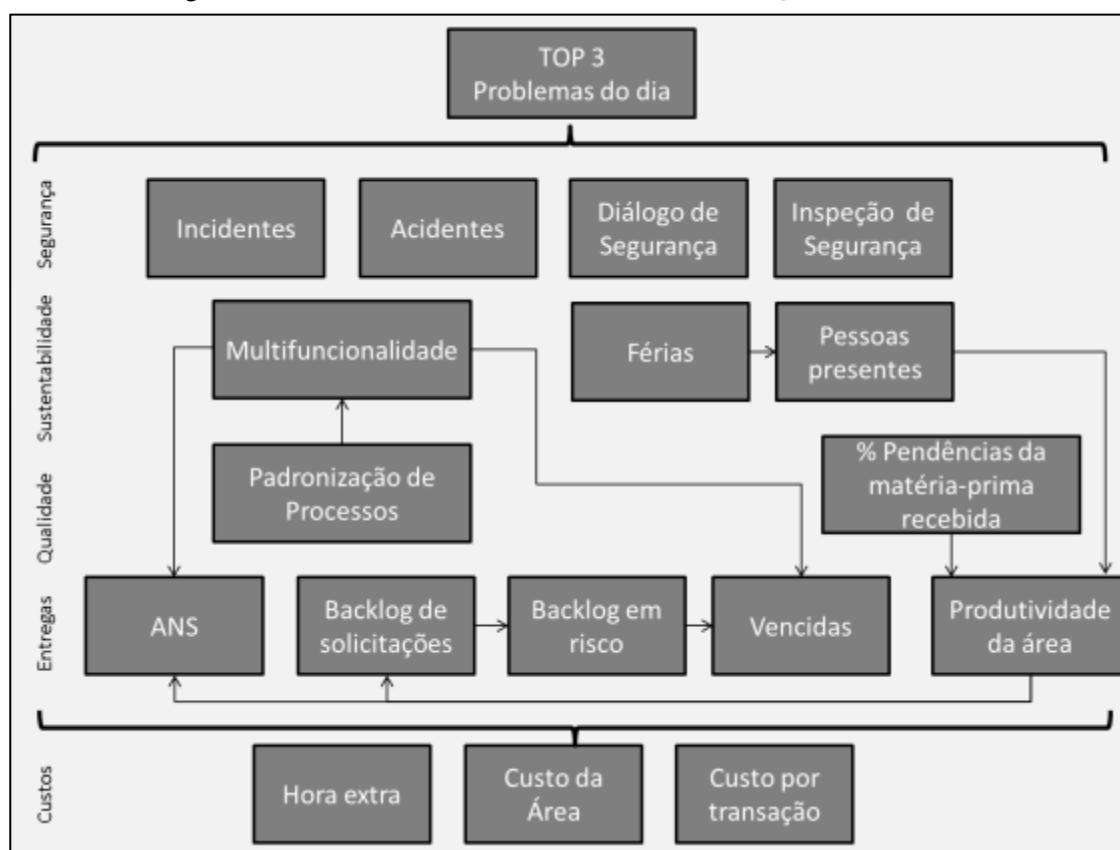 TOP 3
Problemas do dia
Segurança
Incidentes
Acidentes
Diálogo de
Segurança
Inspeção de
Segurança
Sustentabilidade
Multifuncionalidade
Férias
Pessoas
presentes
Qualidade
Padronização de
Processos
% Pendências da
matéria-prima
recebida
Entregas
ANS
Backlog de
solicitações
Backlog em
risco
Vencidas
Produtividade
da área
Custos
Hora extra
Custo da
Área
Custo por
transação